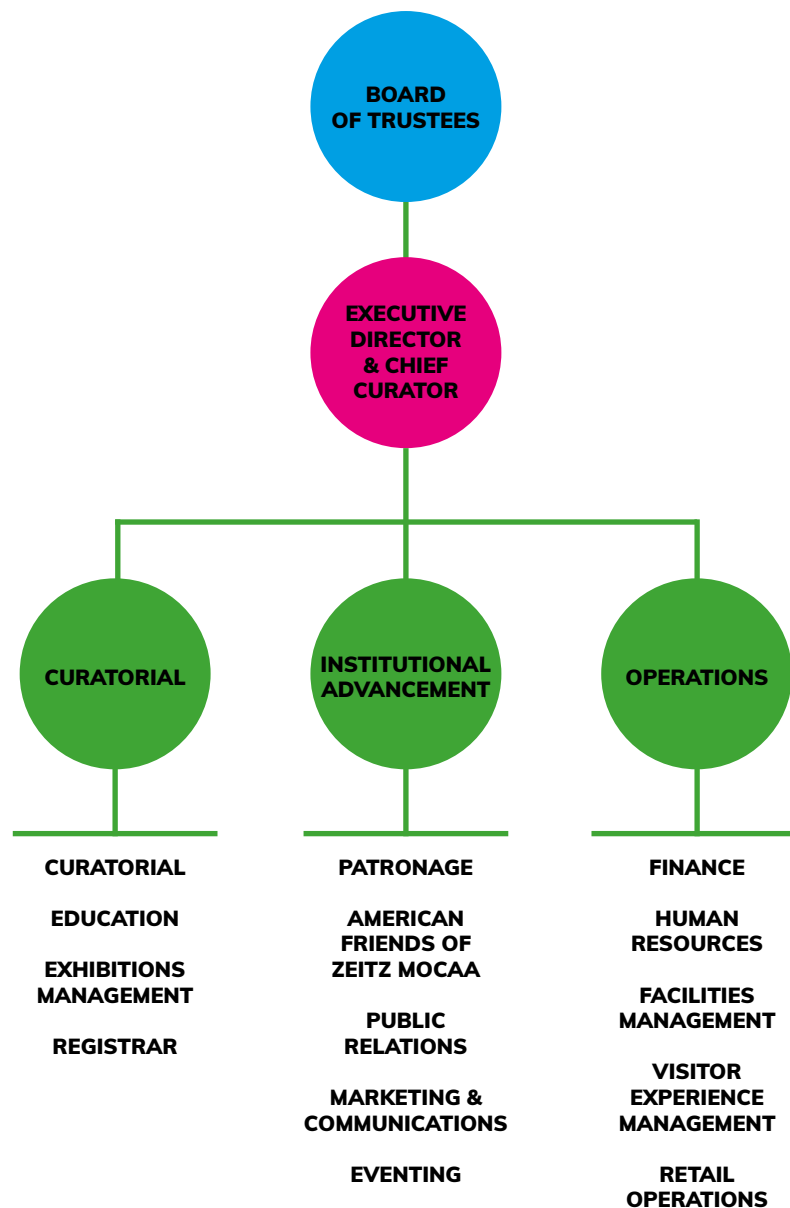 BOARD
OF TRUSTEES
EXECUTIVE
DIRECTOR
& CHIEF
CURATOR
CURATORIAL
INSTITUTIONAL
ADVANCEMENT
OPERATIONS
CURATORIAL
EDUCATION
EXHIBITIONS
MANAGEMENT
REGISTRAR
PATRONAGE
AMERICAN
FRIENDS OF
ZEITZ MOCAA
PUBLIC
RELATIONS
MARKETING &
COMMUNICATIONS
EVENTING
FINANCE
HUMAN
RESOURCES
FACILITIES
MANAGEMENT
VISITOR
EXPERIENCE
MANAGEMENT
RETAIL
OPERATIONS